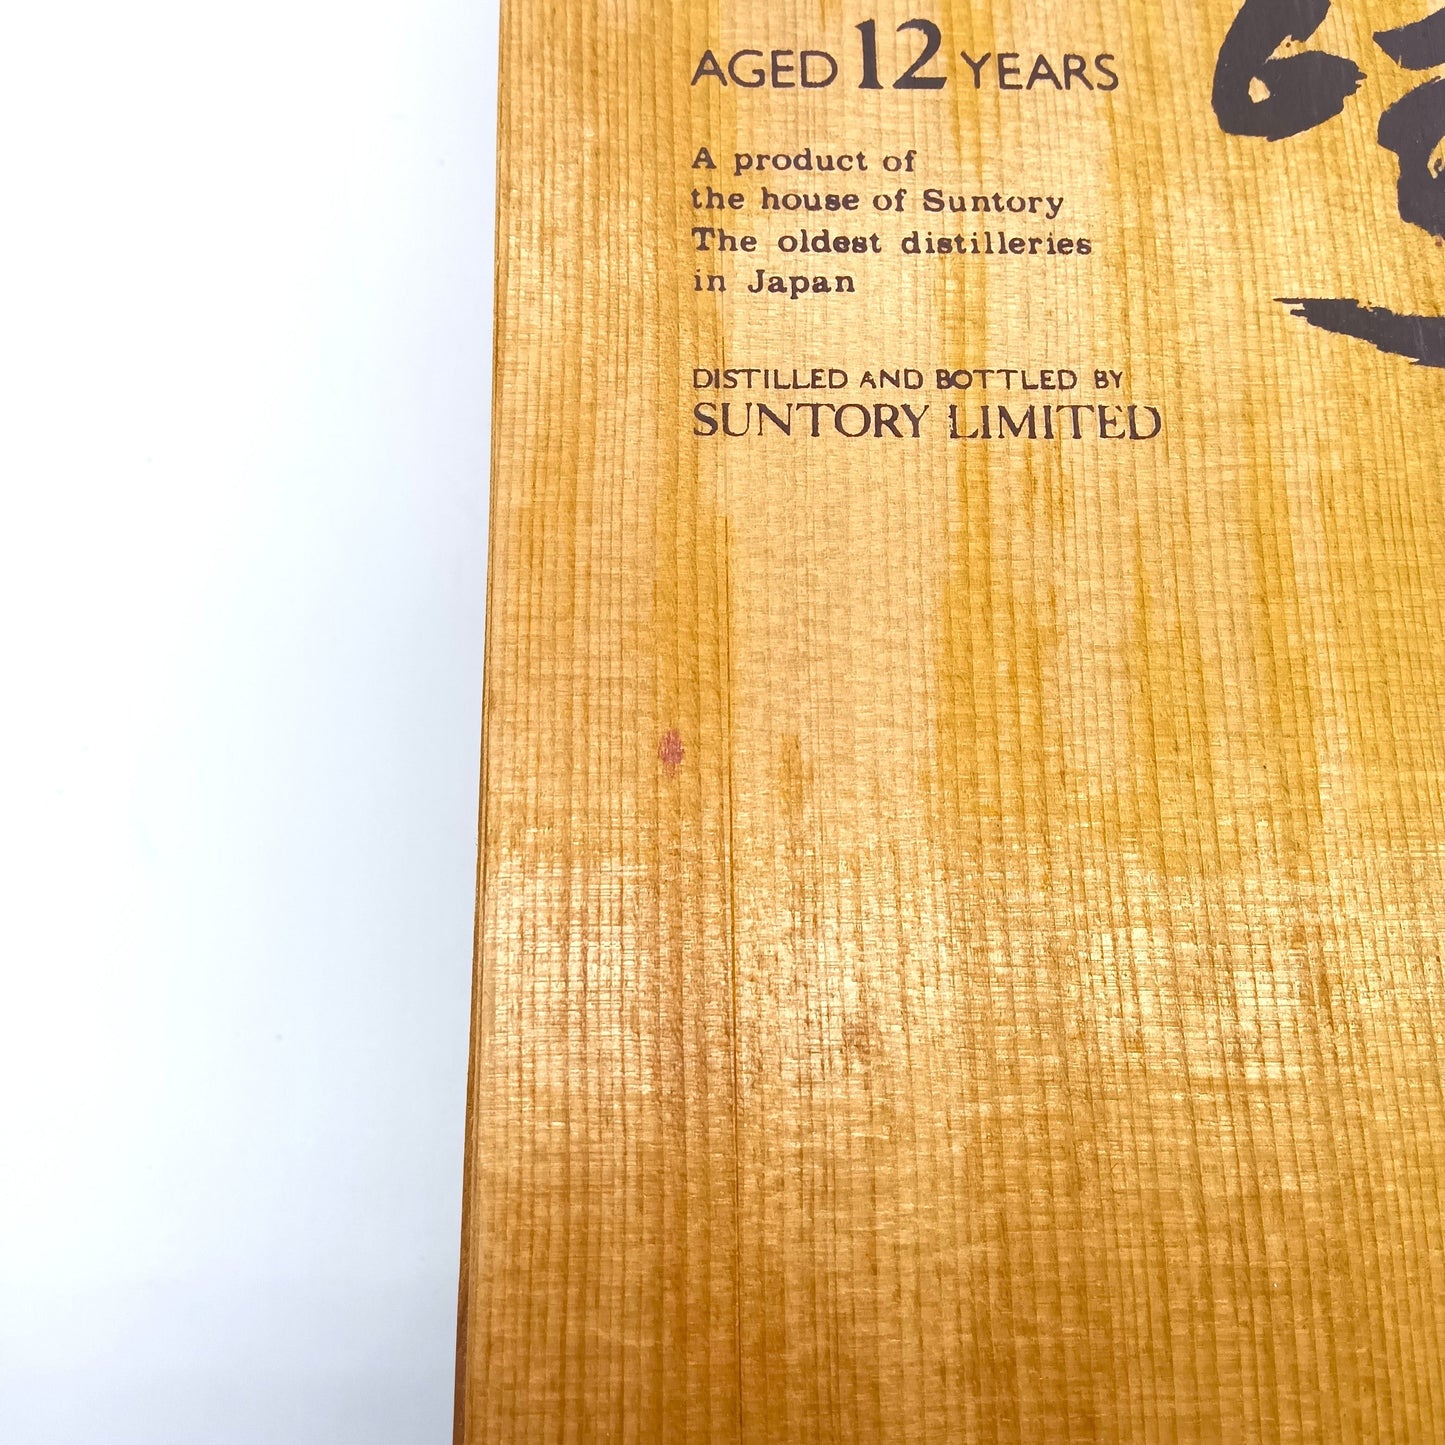 AGED 12 YEARS
A product of
the house of Suntory
The oldest distilleries
in Japan
DISTILLED AND BOTTLED BY
SUNTORY LIMITED